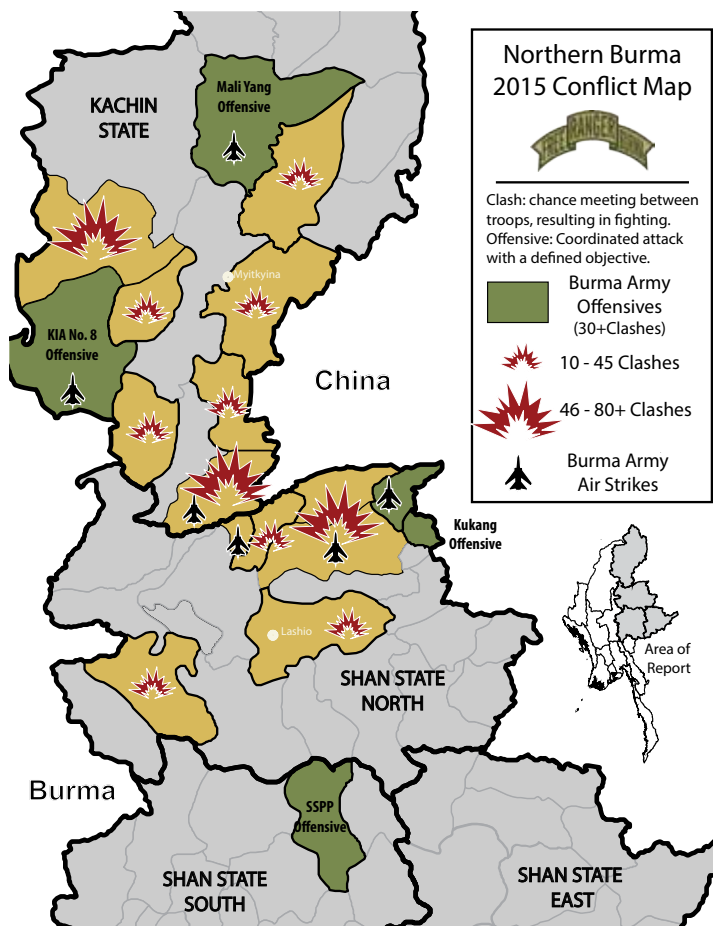 Northern Burma
2015 Conflict Map
FREE RANGER BURMA
Clash: chance meeting between
troops, resulting in fighting.
Offensive: Coordinated attack
with a defined objective.
Burma Army
Offensives
(30+Clashes)
10 - 45 Clashes
46 - 80+ Clashes
Burma Army
Air Strikes
Mali Yang
Offensive
KACHIN
STATE
Myitkyina
KIA No. 8
Offensive
China
Kukang
Offensive
Area of
Report
Lashio
SHAN STATE
NORTH
Burma
SSPP
Offensive
SHAN STATE
SOUTH
SHAN STATE
EAST